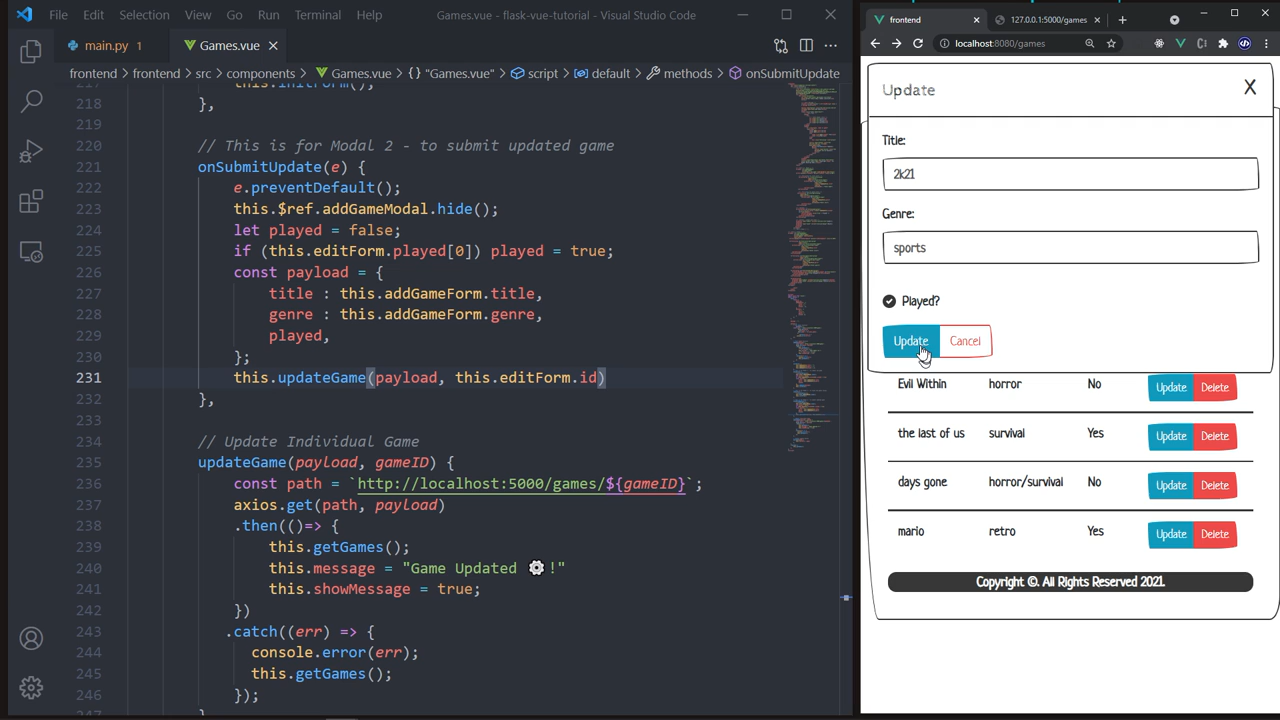 File Edit Selection View Go Run Terminal Help
Games.vue - flask-vue-tutorial - Visual Studio Code
main.py 1
Games.vue
frontend > frontend > src > components > Games.vue > {} "Games.vue" > script > default > methods > onSubmitUpdate
218 },
219
220 // This is for Modal 2 - to submit updated game
221 onSubmitUpdate(e) {
222 e.preventDefault();
223 this.$ref.addGameModal.hide();
224 let played = false;
225 if (this.editForm.played[0]) played = true;
226 const payload = {
227 title : this.addGameForm.title,
228 genre : this.addGameForm.genre,
229 played,
230 };
231 this.updateGame(payload, this.editForm.id)
232 },
233
234 // Update Individual Game
235 updateGame(payload, gameID) {
236 const path = `http://localhost:5000/games/${gameID}`;
237 axios.get(path, payload)
238 .then(()=> {
239 this.getGames();
240 this.message = "Game Updated ⚙️!"
241 this.showMessage = true;
242 })
243 .catch((err) => {
244 console.error(err);
245 this.getGames();
246 });
frontend
127.0.0.1:5000/games
localhost:8080/games
Update X
Title:
2k21
Genre:
sports
Played?
Update Cancel
Evil Within horror No Update Delete
the last of us survival Yes Update Delete
days gone horror/survival No Update Delete
mario retro Yes Update Delete
Copyright ©. All Rights Reserved 2021.